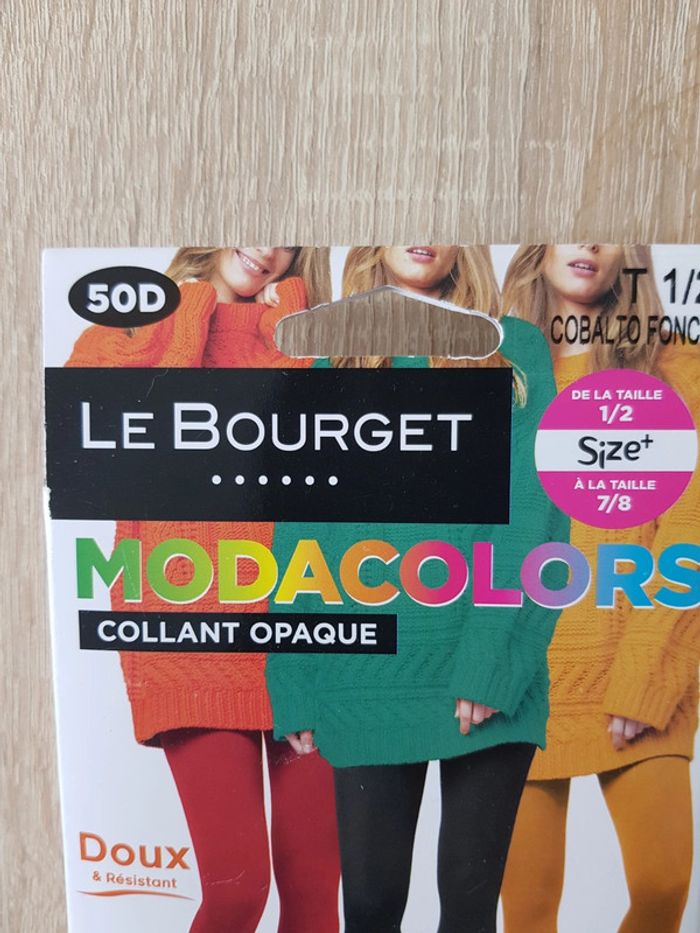 50D
T 1/2
COBALTO FONC
LE BOURGET
DE LA TAILLE
1/2
Size+
À LA TAILLE
7/8
MODACOLORS
COLLANT OPAQUE
Doux
& Résistant